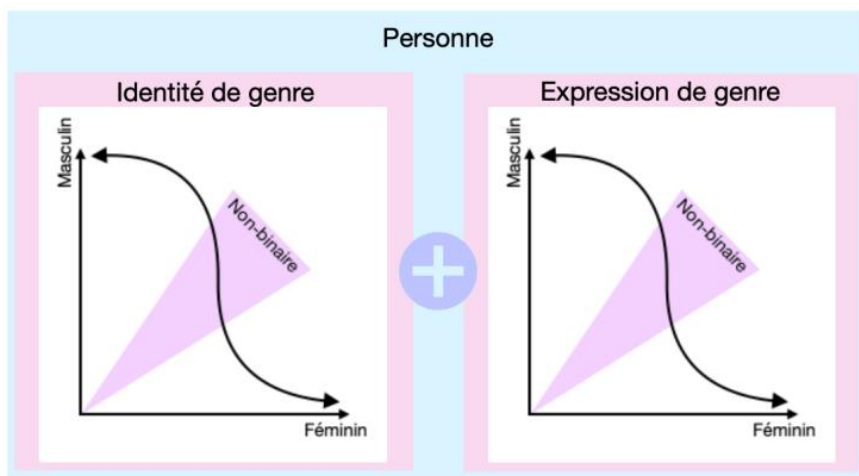 Personne
Identité de genre
Masculin
Non-binaire
Féminin
Expression de genre
Masculin
Non-binaire
Féminin